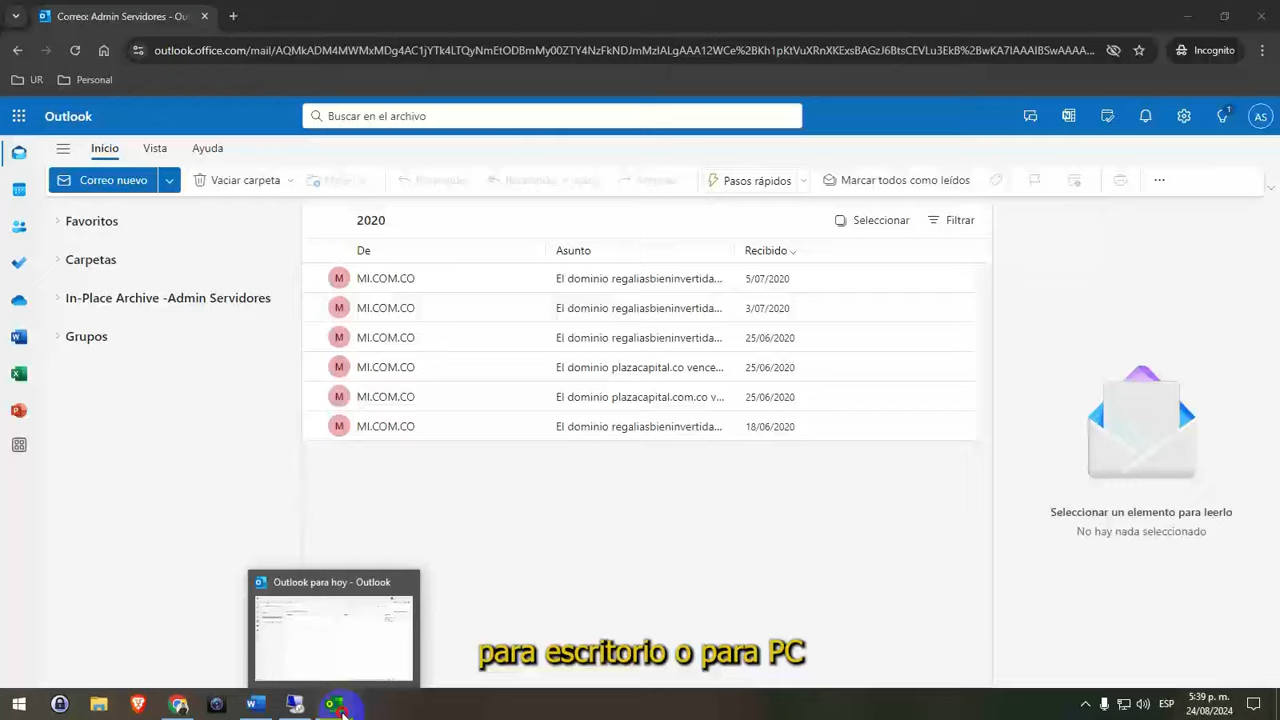 Correo: Admin Servidores - Ou
outlook.office.com/mail/
Incognito
UR
Personal
Outlook
Buscar en el archivo
1
AS
Inicio
Vista
Ayuda
Correo nuevo
Vaciar carpeta
Pasos rápidos
Marcar todos como leídos
Favoritos
Carpetas
In-Place Archive -Admin Servidores
Grupos
2020
Seleccionar
Filtrar
De
Asunto
Recibido
M MI.COM.CO El dominio regaliasbieninvertida... 5/07/2020
M MI.COM.CO El dominio regaliasbieninvertida... 3/07/2020
M MI.COM.CO El dominio regaliasbieninvertida... 25/06/2020
M MI.COM.CO El dominio plazacapital.co vence... 25/06/2020
M MI.COM.CO El dominio plazacapital.com.co v... 25/06/2020
M MI.COM.CO El dominio regaliasbieninvertida... 18/06/2020
Seleccionar un elemento para leerlo
No hay nada seleccionado
Outlook para hoy - Outlook
para escritorio o para PC
ESP
5:39 p. m.
24/08/2024